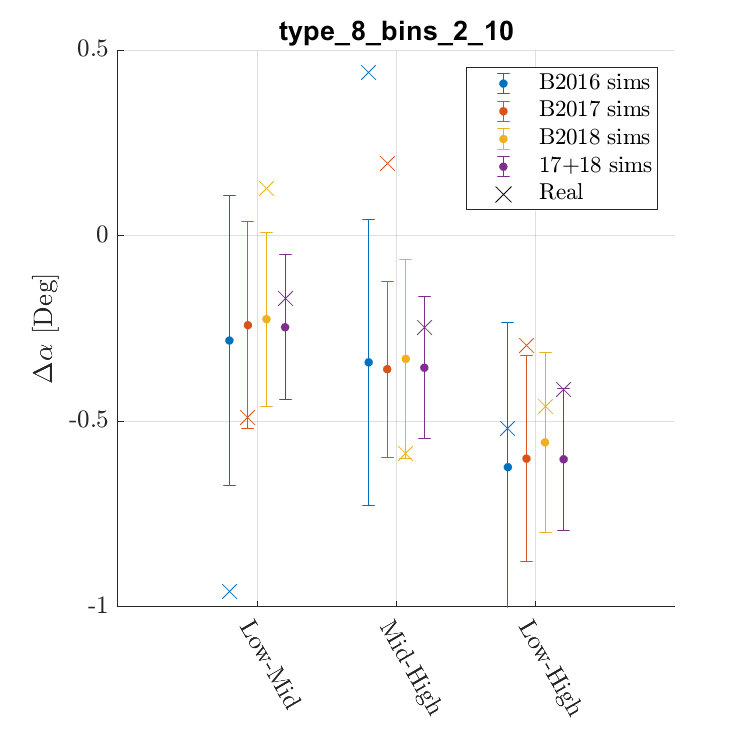 type_8_bins_2_10
0.5
0
-0.5
-1
Δα [Deg]
B2016 sims
B2017 sims
B2018 sims
17+18 sims
Real
Low-Mid
Mid-High
Low-High